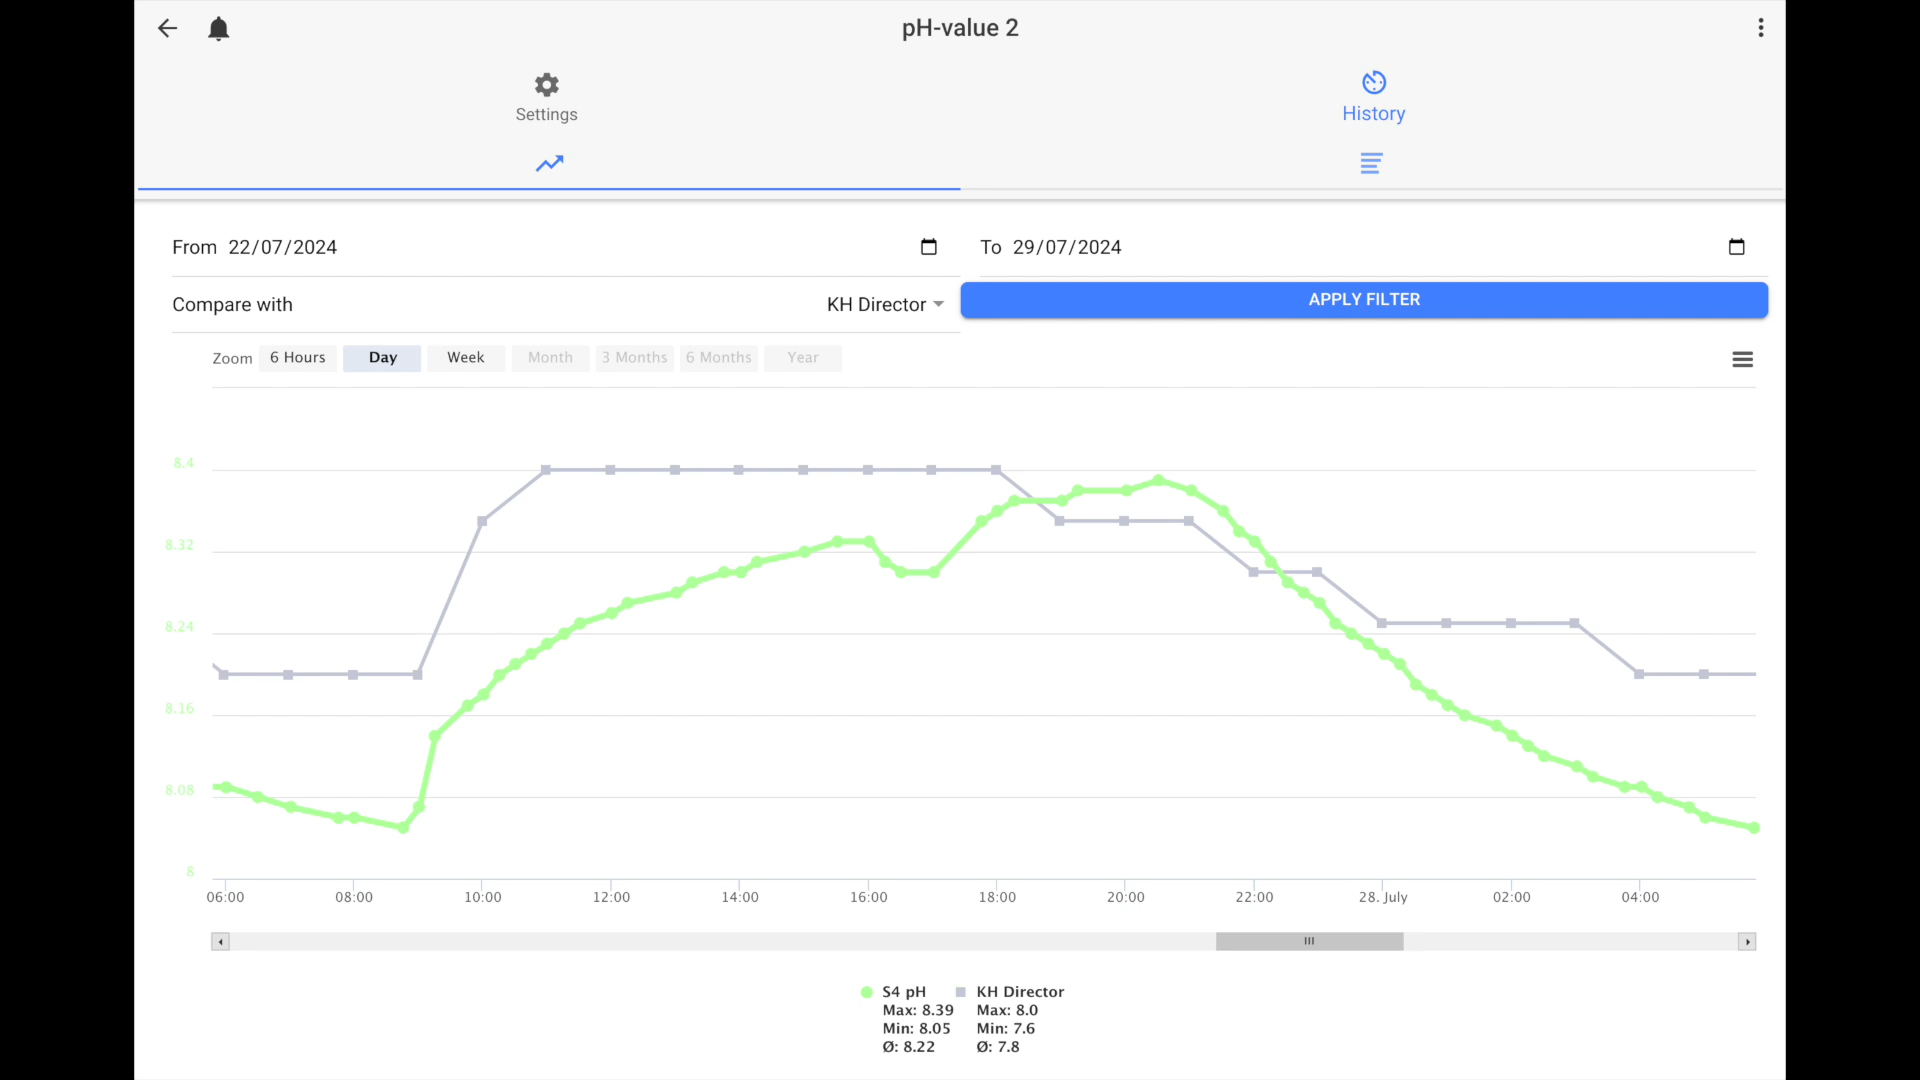 pH-value 2
Settings
History
From 22/07/2024
To 29/07/2024
Compare with
KH Director
APPLY FILTER
Zoom 6 Hours Day Week Month 3 Months 6 Months Year
8.4
8.32
8.24
8.16
8.08
8
06:00 08:00 10:00 12:00 14:00 16:00 18:00 20:00 22:00 28. July 02:00 04:00
S4 pH
Max: 8.39
Min: 8.05
Ø: 8.22
KH Director
Max: 8.0
Min: 7.6
Ø: 7.8